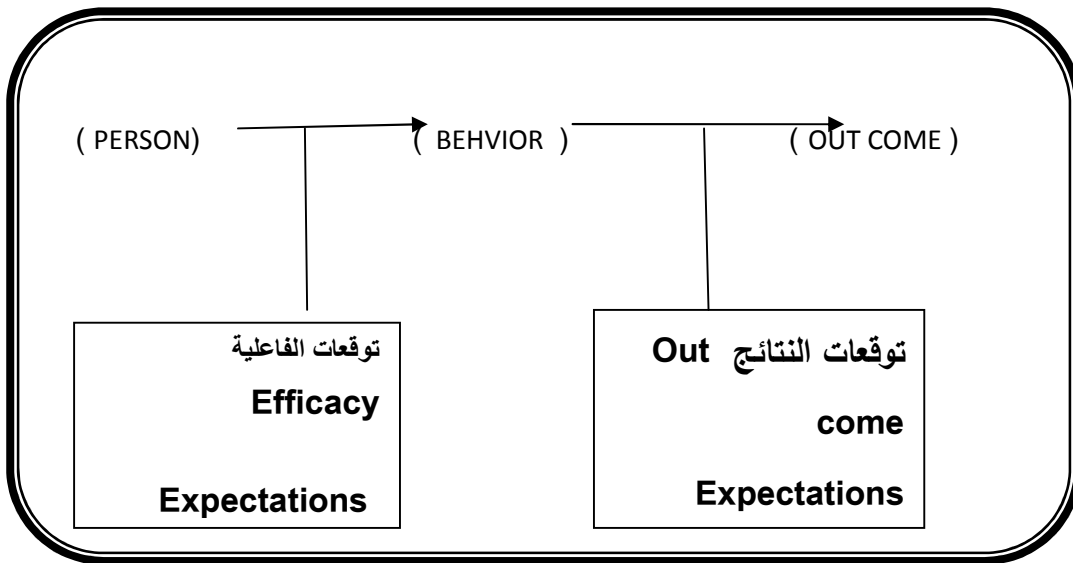 ( PERSON) ( BEHVIOR ) ( OUT COME )
توقعات الفاعلية
Efficacy
Expectations
توقعات النتائج Out
come
Expectations